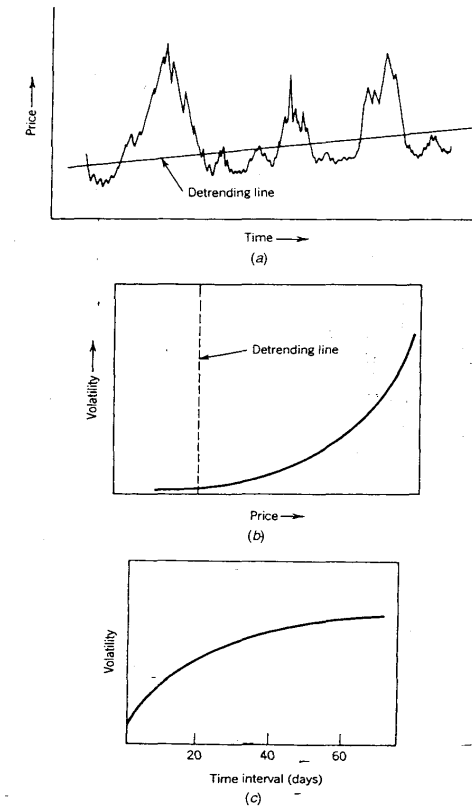 Price
Detrending line
Time
(a)
Volatility
Detrending line
Price
(b)
Volatility
20 40 60
Time interval (days)
(c)